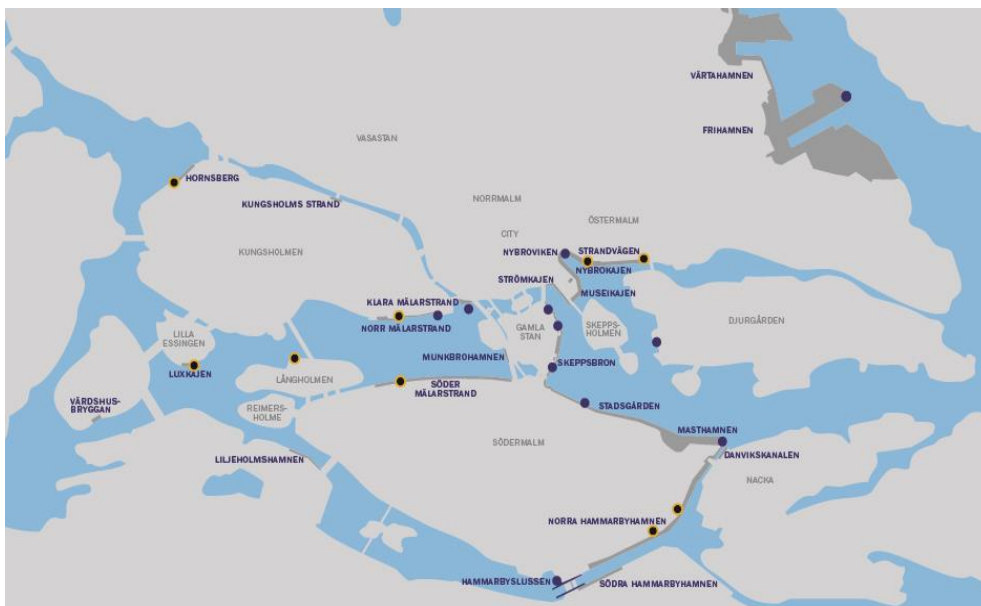 VÄRTAHAMNEN
FRIHAMNEN
VASASTAN
HORNSBERG
KUNGSHOLMS STRAND
NORRMALM
ÖSTERMALM
CITY
KUNGSHOLMEN
NYBROVIKEN
STRANDVÄGEN
NYBROKAJEN
STRÖMKAJEN
MUSEIKAJEN
KLARA MÄLARSTRAND
NORR MÄLARSTRAND
GAMLA
STAN
SKEPPS-
HOLMEN
DJURGÅRDEN
LILLA
ESSINGEN
LUXKAJEN
MUNKBROHAMNEN
SKEPPSBRON
LÅNGHOLMEN
SÖDER
MÄLARSTRAND
VÄRDSHUS-
BRYGGAN
REIMERS-
HOLME
STADSGÅRDEN
MASTHAMNEN
SÖDERMALM
LILJEHOLMSHAMNEN
DANVIKSKANALEN
NACKA
NORRA HAMMARBYHAMNEN
HAMMARBYSLUSSEN
SÖDRA HAMMARBYHAMNEN